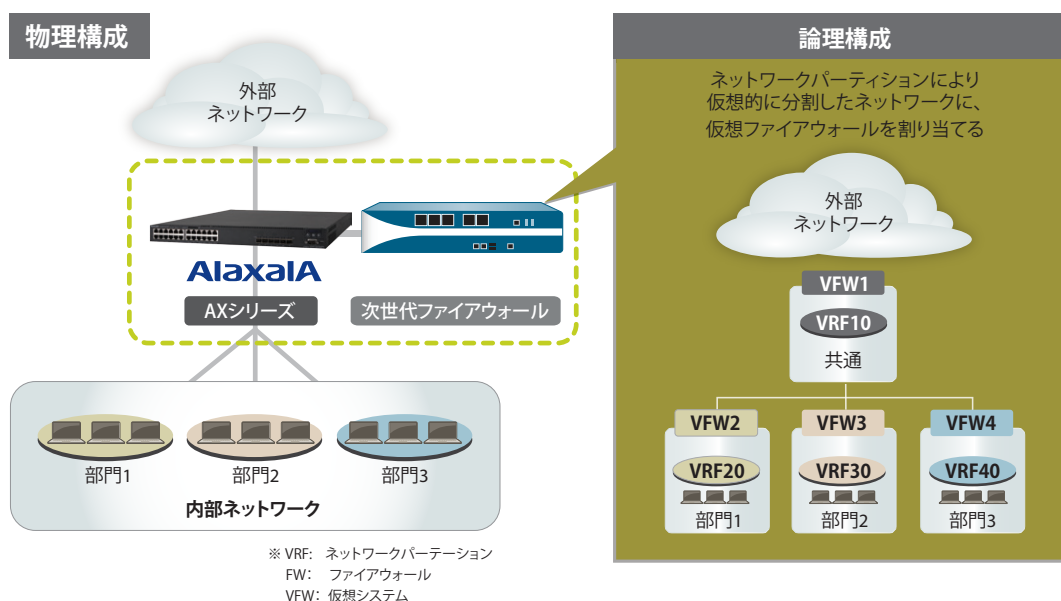 物理構成
外部
ネットワーク
AlaxalA
AXシリーズ
次世代ファイアウォール
部門1
部門2
部門3
内部ネットワーク
※ VRF: ネットワークパーテーション
FW: ファイアウォール
VFW: 仮想システム
論理構成
ネットワークパーティションにより
仮想的に分割したネットワークに、
仮想ファイアウォールを割り当てる
外部
ネットワーク
VFW1
VRF10
共通
VFW2
VFW3
VFW4
VRF20
VRF30
VRF40
部門1
部門2
部門3